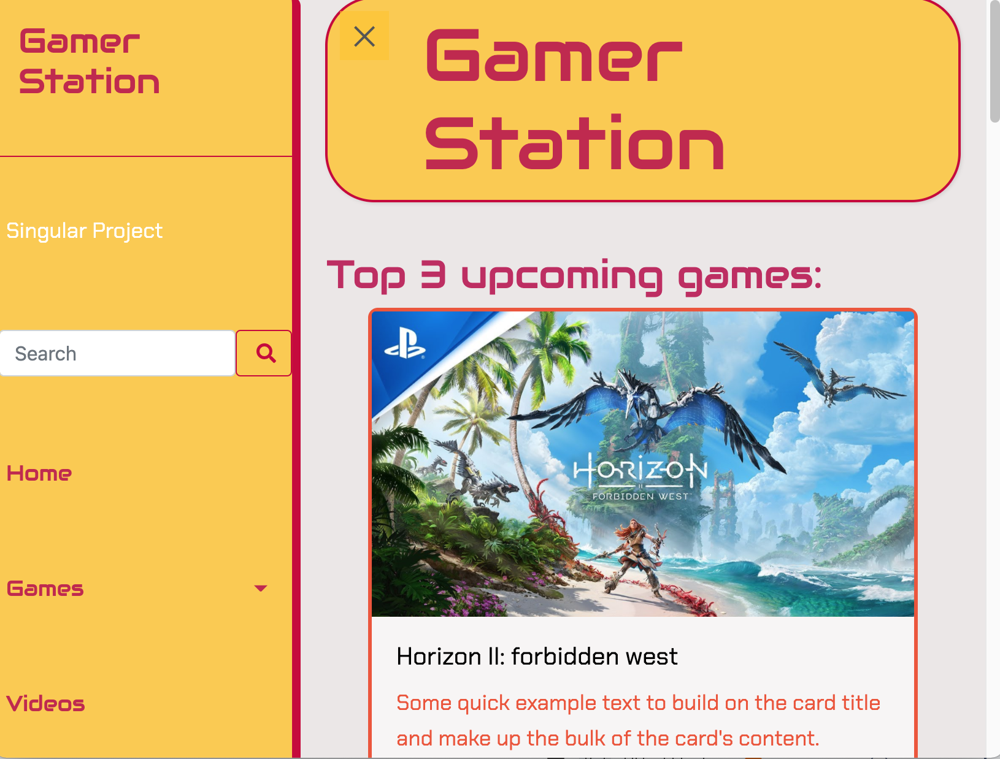 Gamer
Station
Singular Project
Search
Home
Games
Videos
Gamer
Station
Top 3 upcoming games:
HORIZON
FORBIDDEN WEST
Horizon II: forbidden west
Some quick example text to build on the card title
and make up the bulk of the card's content.